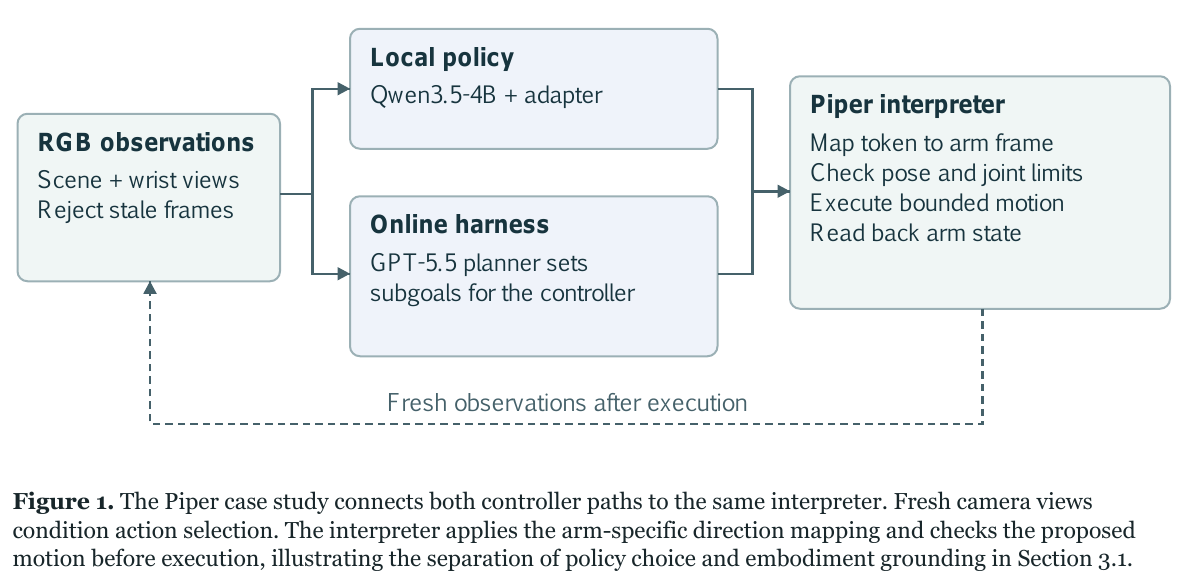 RGB observations
Scene + wrist views
Reject stale frames
Local policy
Qwen3.5-4B + adapter
Online harness
GPT-5.5 planner sets
subgoals for the controller
Piper interpreter
Map token to arm frame
Check pose and joint limits
Execute bounded motion
Read back arm state
Fresh observations after execution
Figure 1. The Piper case study connects both controller paths to the same interpreter. Fresh camera views
condition action selection. The interpreter applies the arm-specific direction mapping and checks the proposed
motion before execution, illustrating the separation of policy choice and embodiment grounding in Section 3.1.